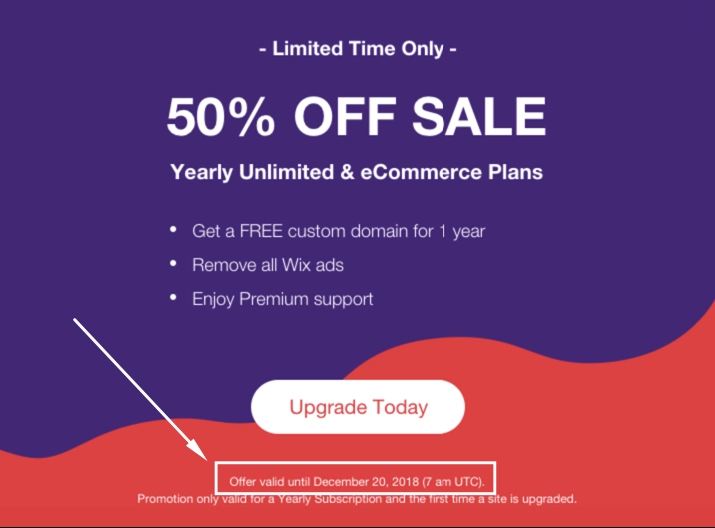 - Limited Time Only -
50% OFF SALE
Yearly Unlimited & eCommerce Plans
• Get a FREE custom domain for 1 year
• Remove all Wix ads
• Enjoy Premium support
Upgrade Today
Offer valid until December 20, 2018 (7 am UTC).
Promotion only valid for a Yearly Subscription and the first time a site is upgraded.